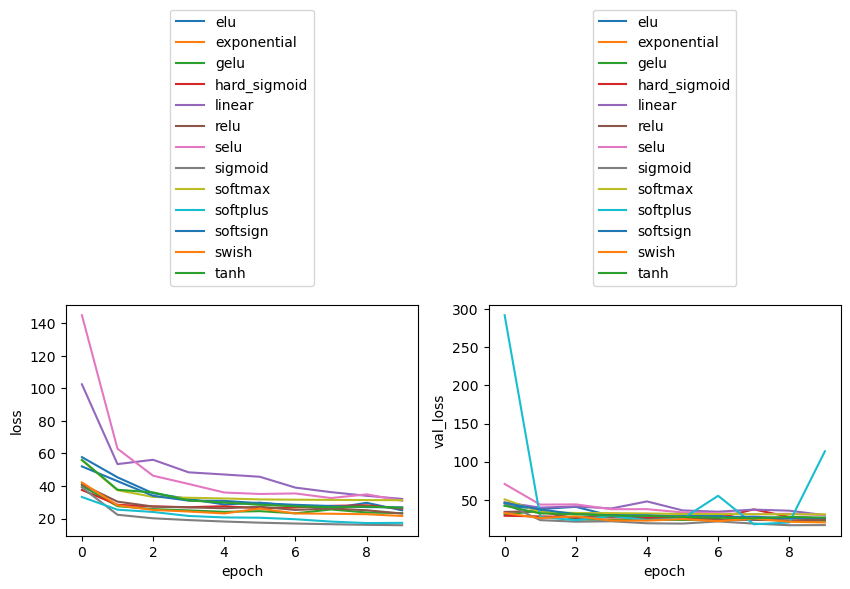 elu
exponential
gelu
hard_sigmoid
linear
relu
selu
sigmoid
softmax
softplus
softsign
swish
tanh
140
120
100
80
60
40
20
loss
0
2
4
6
8
epoch
elu
exponential
gelu
hard_sigmoid
linear
relu
selu
sigmoid
softmax
softplus
softsign
swish
tanh
300
250
200
150
100
50
val_loss
0
2
4
6
8
epoch